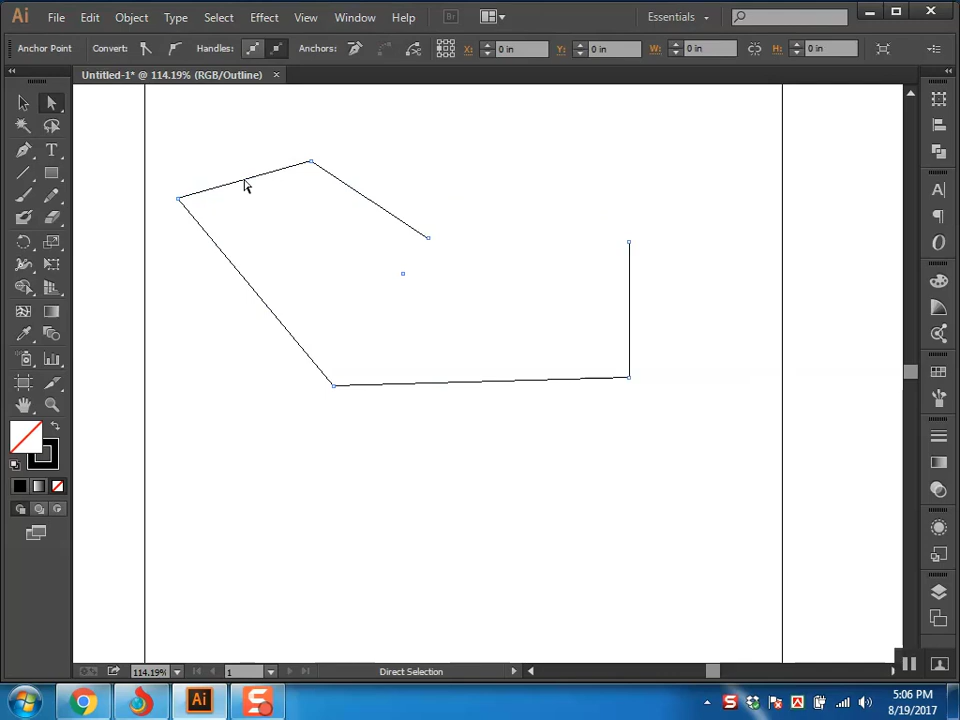 Ai File Edit Object Type Select Effect View Window Help Br Essentials
Anchor Point Convert: Handles: Anchors: X: 0 in Y: 0 in W: 0 in H: 0 in
Untitled-1* @ 114.19% (RGB/Outline) ×
T
A
O
114.19% 1 Direct Selection
Ai S S A 5:06 PM
8/19/2017